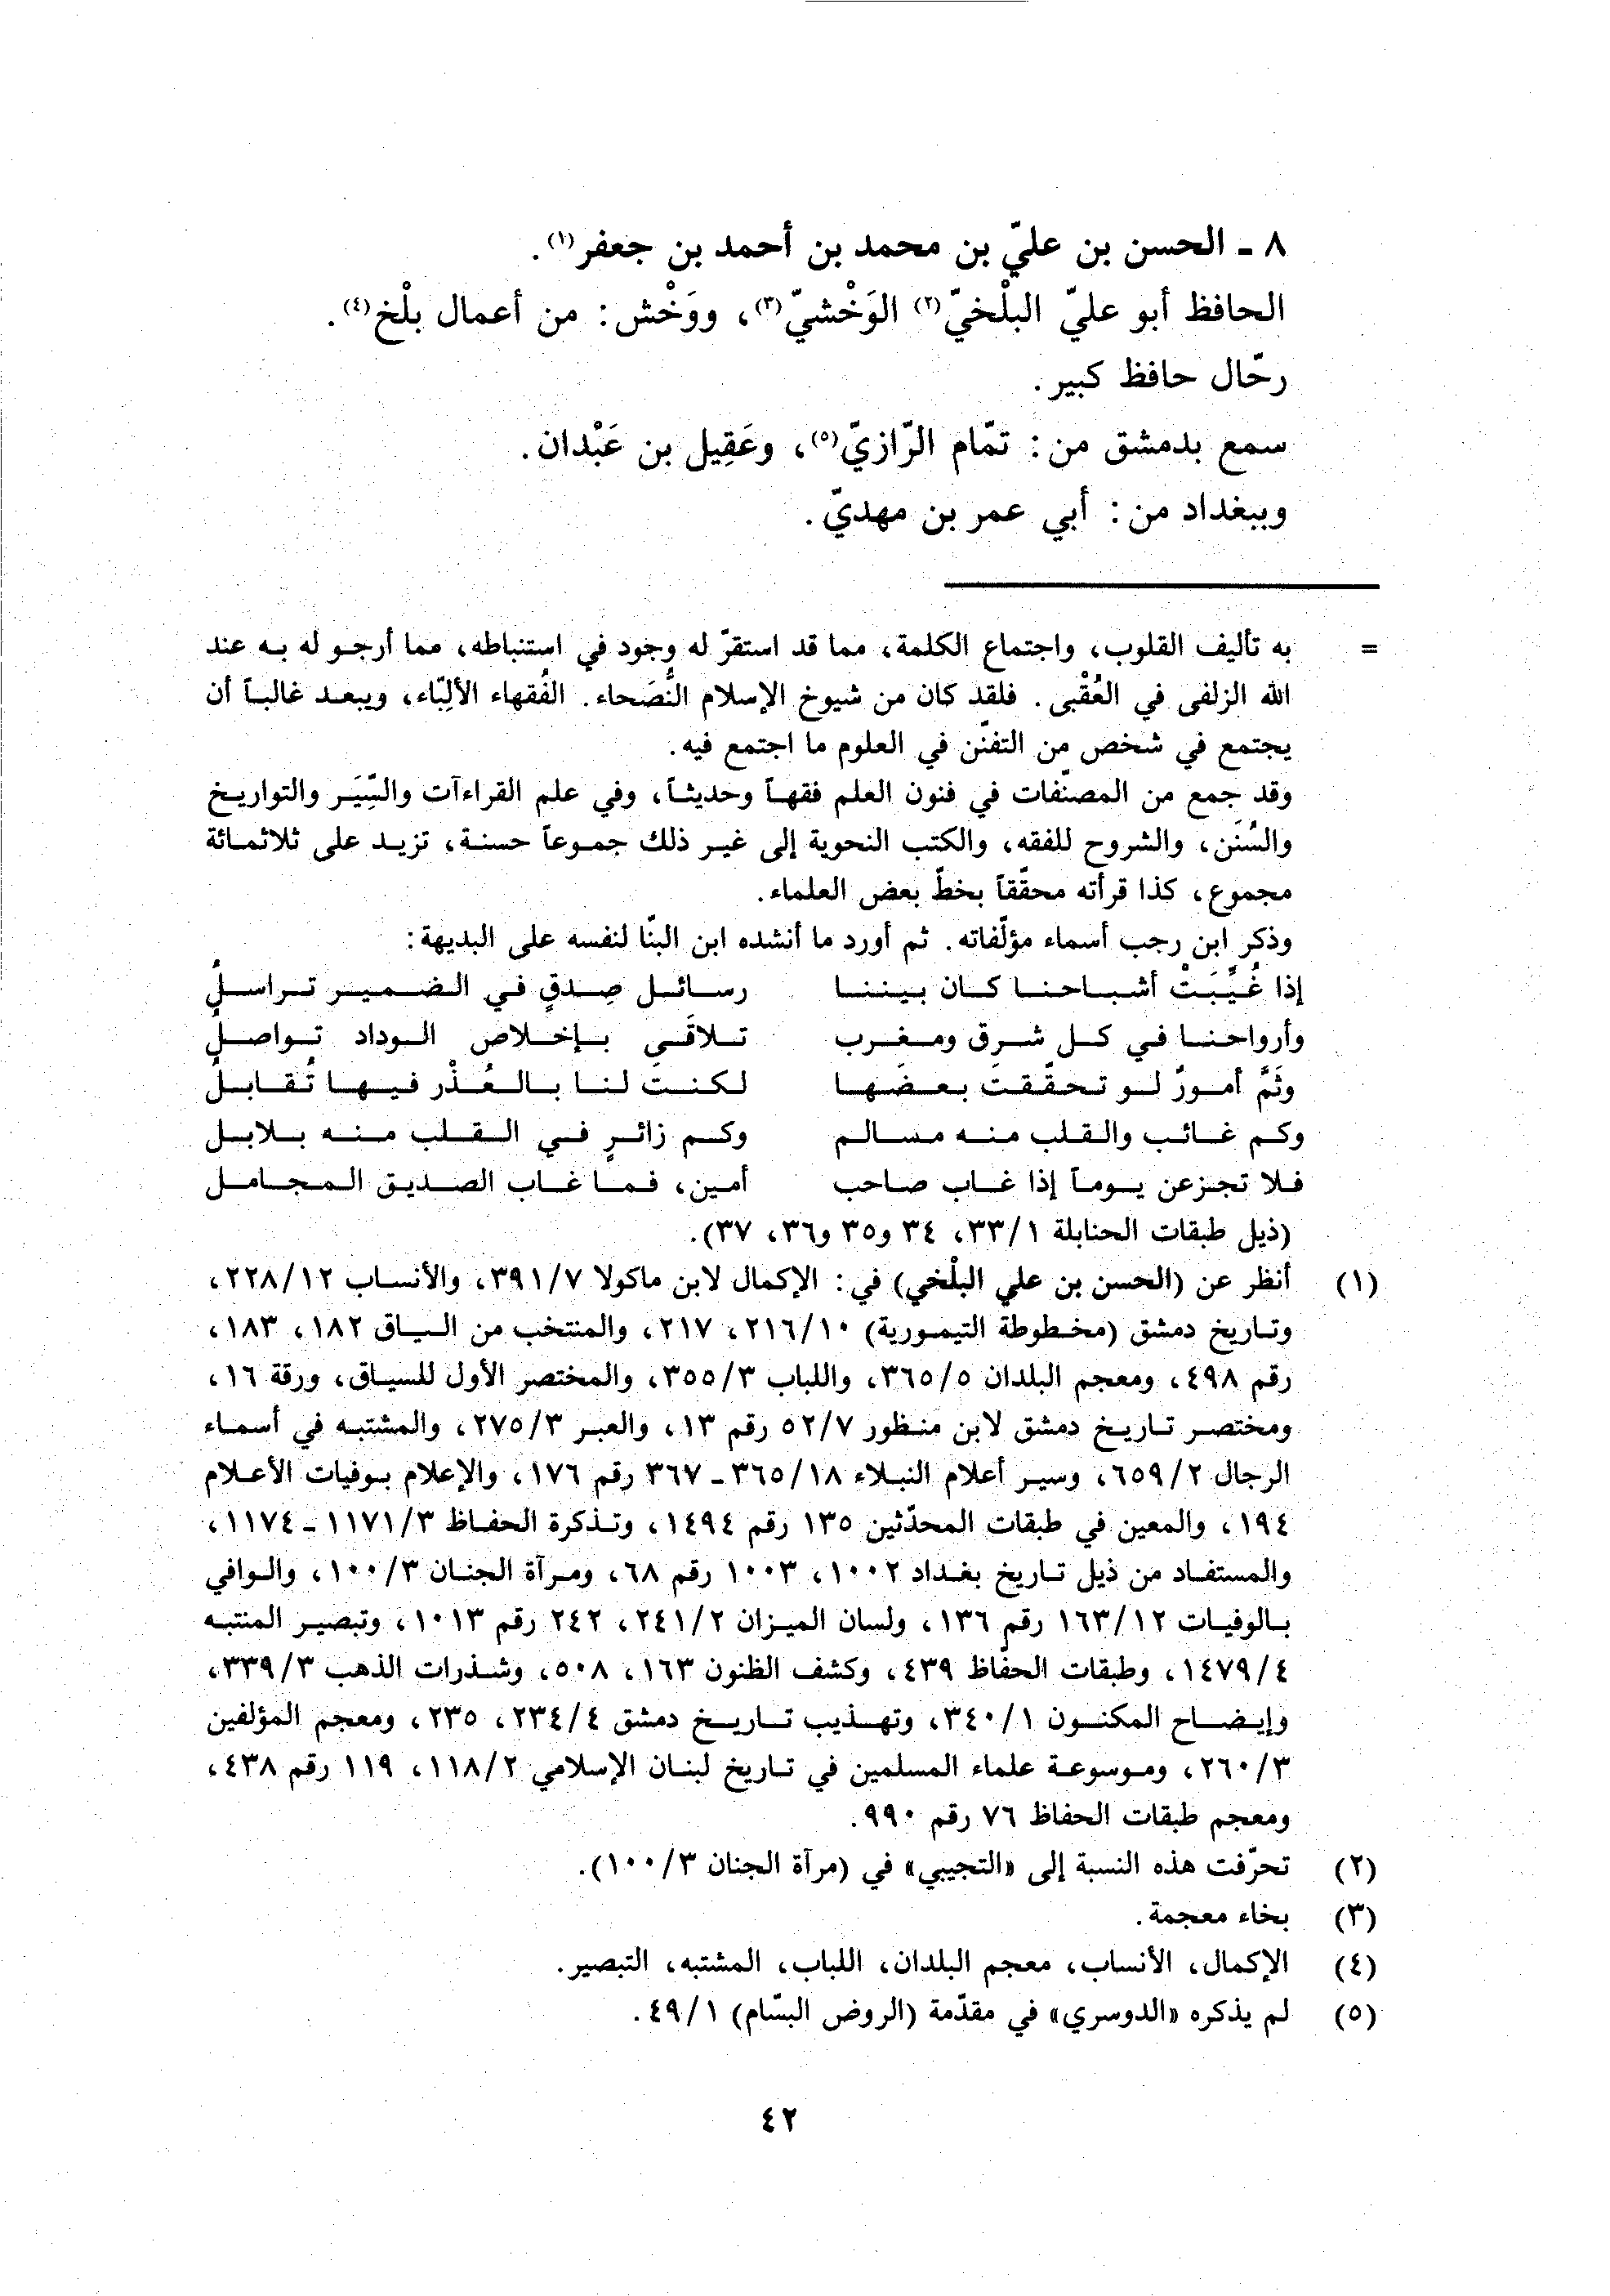 ٨ ـ الحسن بن عليّ بن محمد بن أحمد بن جعفر(١).
الحافظ أبو عليّ البلْخيّ(٢) الوَخْشيّ(٣)، ووَخْش: من أعمال بلْخ(٤).
رحّال حافظ كبير.
سمع بدمشق من: تمّام الرّازيّ(٥)، وعَقِيل بن عَبْدان.
وببغداد من: أبي عمر بن مهديّ.
= به تأليف القلوب، واجتماع الكلمة، مما قد استقرّ له وجود في استنباطه، مما أرجو له به عند
الله الزلفى في العُقْبى. فلقد كان من شيوخ الإسلام النُّصَحاء. الفُقهاء الألِبّاء، ويبعد غالباً أن
يجتمع في شخص من التفنّن في العلوم ما اجتمع فيه.
وقد جمع من المصنّفات في فنون العلم فقهاً وحديثاً، وفي علم القراءآت والسِّيَر والتواريخ
والسُنَن، والشروح للفقه، والكتب النحوية إلى غير ذلك جموعاً حسنة، تزيد على ثلاثمائة
مجموع، كذا قرأته محقّقاً بخطّ بعض العلماء.
وذكر ابن رجب أسماء مؤلّفاته. ثم أورد ما أنشده ابن البنّا لنفسه على البديهة:
إذا غُيِّبَتْ أشباحنا كان بيننا رسائل صِدقٍ في الضمير تراسلُ
وأرواحنا في كل شرقٍ ومغربٍ تلاقَي بإخلاص الوداد تواصلُ
وثَمَّ أمورٌ لو تحقّقتَ بعضَها لكنتَ لنا بالعُذْر فيها تُقابلُ
وكم غائب والقلب منه مسالم وكم زائرٍ في القلب منه بلابل
فلا تجزعن يوماً إذا غاب صاحب أمين، فما غاب الصديق المجامل
(ذيل طبقات الحنابلة ٣٣/١، ٣٤ و٣٥ و٣٦، ٣٧).
(١) أنظر عن (الحسن بن علي البلْخي) في: الإكمال لابن ماكولا ٣٩١/٧، والأنساب ٢٢٨/١٢،
وتاريخ دمشق (مخطوطة التيمورية) ٢١٦/١٠، ٢١٧، والمنتخب من السياق ١٨٢، ١٨٣،
رقم ٤٩٨، ومعجم البلدان ٣٦٥/٥، واللباب ٣٥٥/٣، والمختصر الأول للسياق، ورقة ١٦،
ومختصر تاريخ دمشق لابن منظور ٥٢/٧ رقم ١٣، والعبر ٢٧٥/٣، والمشتبه في أسماء
الرجال ٦٥٩/٢، وسير أعلام النبلاء ٣٦٥/١٨ ـ ٣٦٧ رقم ١٧٦، والإعلام بوفيات الأعلام
١٩٤، والمعين في طبقات المحدّثين ١٣٥ رقم ١٤٩٤، وتذكرة الحفاظ ١١٧١/٣ ـ ١١٧٤،
والمستفاد من ذيل تاريخ بغداد ١٠٠٢، ١٠٠٣ رقم ٦٨، ومرآة الجنان ١٠٠/٣، والوافي
بالوفيات ١٦٣/١٢ رقم ١٣٦، ولسان الميزان ٢٤١/٢، ٢٤٢ رقم ١٠١٣، وتبصير المنتبه
١٤٧٩/٤، وطبقات الحفّاظ ٤٣٩، وكشف الظنون ١٦٣، ٥٠٨، وشذرات الذهب ٣٣٩/٣،
وإيضاح المكنون ٣٤٠/١، وتهذيب تاريخ دمشق ٢٣٤/٤، ٢٣٥، ومعجم المؤلفين
٢٦٠/٣، وموسوعة علماء المسلمين في تاريخ لبنان الإسلامي ١١٨/٢، ١١٩ رقم ٤٣٨،
ومعجم طبقات الحفاظ ٧٦ رقم ٩٩٠.
(٢) تحرّفت هذه النسبة إلى «التجيبي» في (مرآة الجنان ١٠٠/٣).
(٣) بخاء معجمة.
(٤) الإكمال، الأنساب، معجم البلدان، اللباب، المشتبه، التبصير.
(٥) لم يذكره «الدوسري» في مقدّمة (الروض البسّام) ٤٩/١.
٤٢